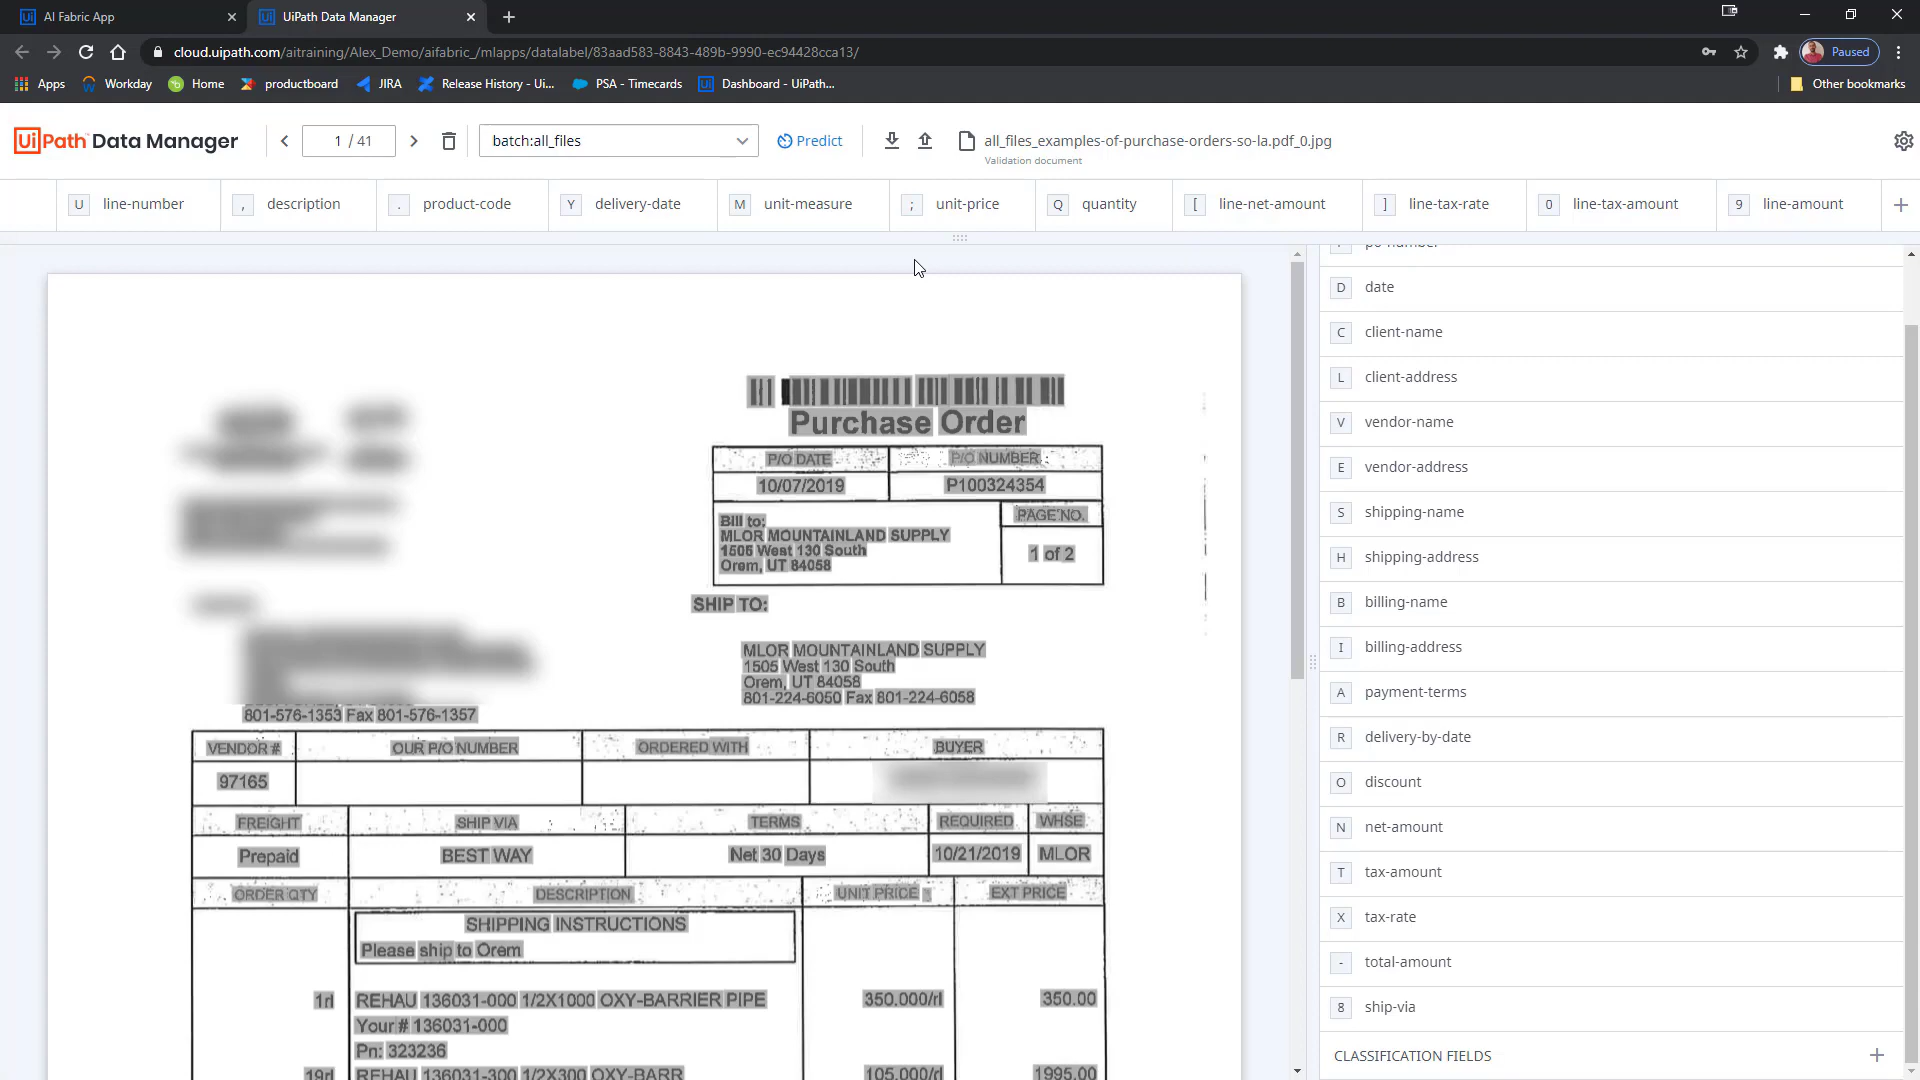 AI Fabric App
UiPath Data Manager
cloud.uipath.com/aitraining/Alex_Demo/aifabric_/mlapps/datalabel/83aad583-8843-489b-9990-ec94428cca13/
Paused
Apps
Workday
Home
productboard
JIRA
Release History - Ui...
PSA - Timecards
Dashboard - UiPath...
Other bookmarks
UiPath Data Manager
1 / 41
batch:all_files
Predict
all_files_examples-of-purchase-orders-so-la.pdf_0.jpg
Validation document
U line-number
, description
. product-code
Y delivery-date
M unit-measure
; unit-price
Q quantity
[ line-net-amount
] line-tax-rate
0 line-tax-amount
9 line-amount
Purchase Order
P/O DATE
P/O NUMBER
10/07/2019
P100324354
Bill to:
MLOR MOUNTAINLAND SUPPLY
1505 West 130 South
Orem, UT 84058
PAGE NO.
1 of 2
SHIP TO:
MLOR MOUNTAINLAND SUPPLY
1505 West 130 South
Orem, UT 84058
801-224-6050 Fax 801-224-6058
801-576-1353 Fax 801-576-1357
VENDOR # OUR P/O NUMBER ORDERED WITH BUYER
97165
FREIGHT SHIP VIA TERMS REQUIRED WHSE
Prepaid BEST WAY Net 30 Days 10/21/2019 MLOR
ORDER QTY DESCRIPTION UNIT PRICE EXT PRICE
SHIPPING INSTRUCTIONS
Please ship to Orem
1rl REHAU 136031-000 1/2X1000 OXY-BARRIER PIPE 350.000/rl 350.00
Your # 136031-000
Pn: 323236
19rl REHAU 136031-300 1/2X300 OXY-BARR 105.000/rl 1995.00
po-number
D date
C client-name
L client-address
V vendor-name
E vendor-address
S shipping-name
H shipping-address
B billing-name
I billing-address
A payment-terms
R delivery-by-date
O discount
N net-amount
T tax-amount
X tax-rate
- total-amount
8 ship-via
CLASSIFICATION FIELDS